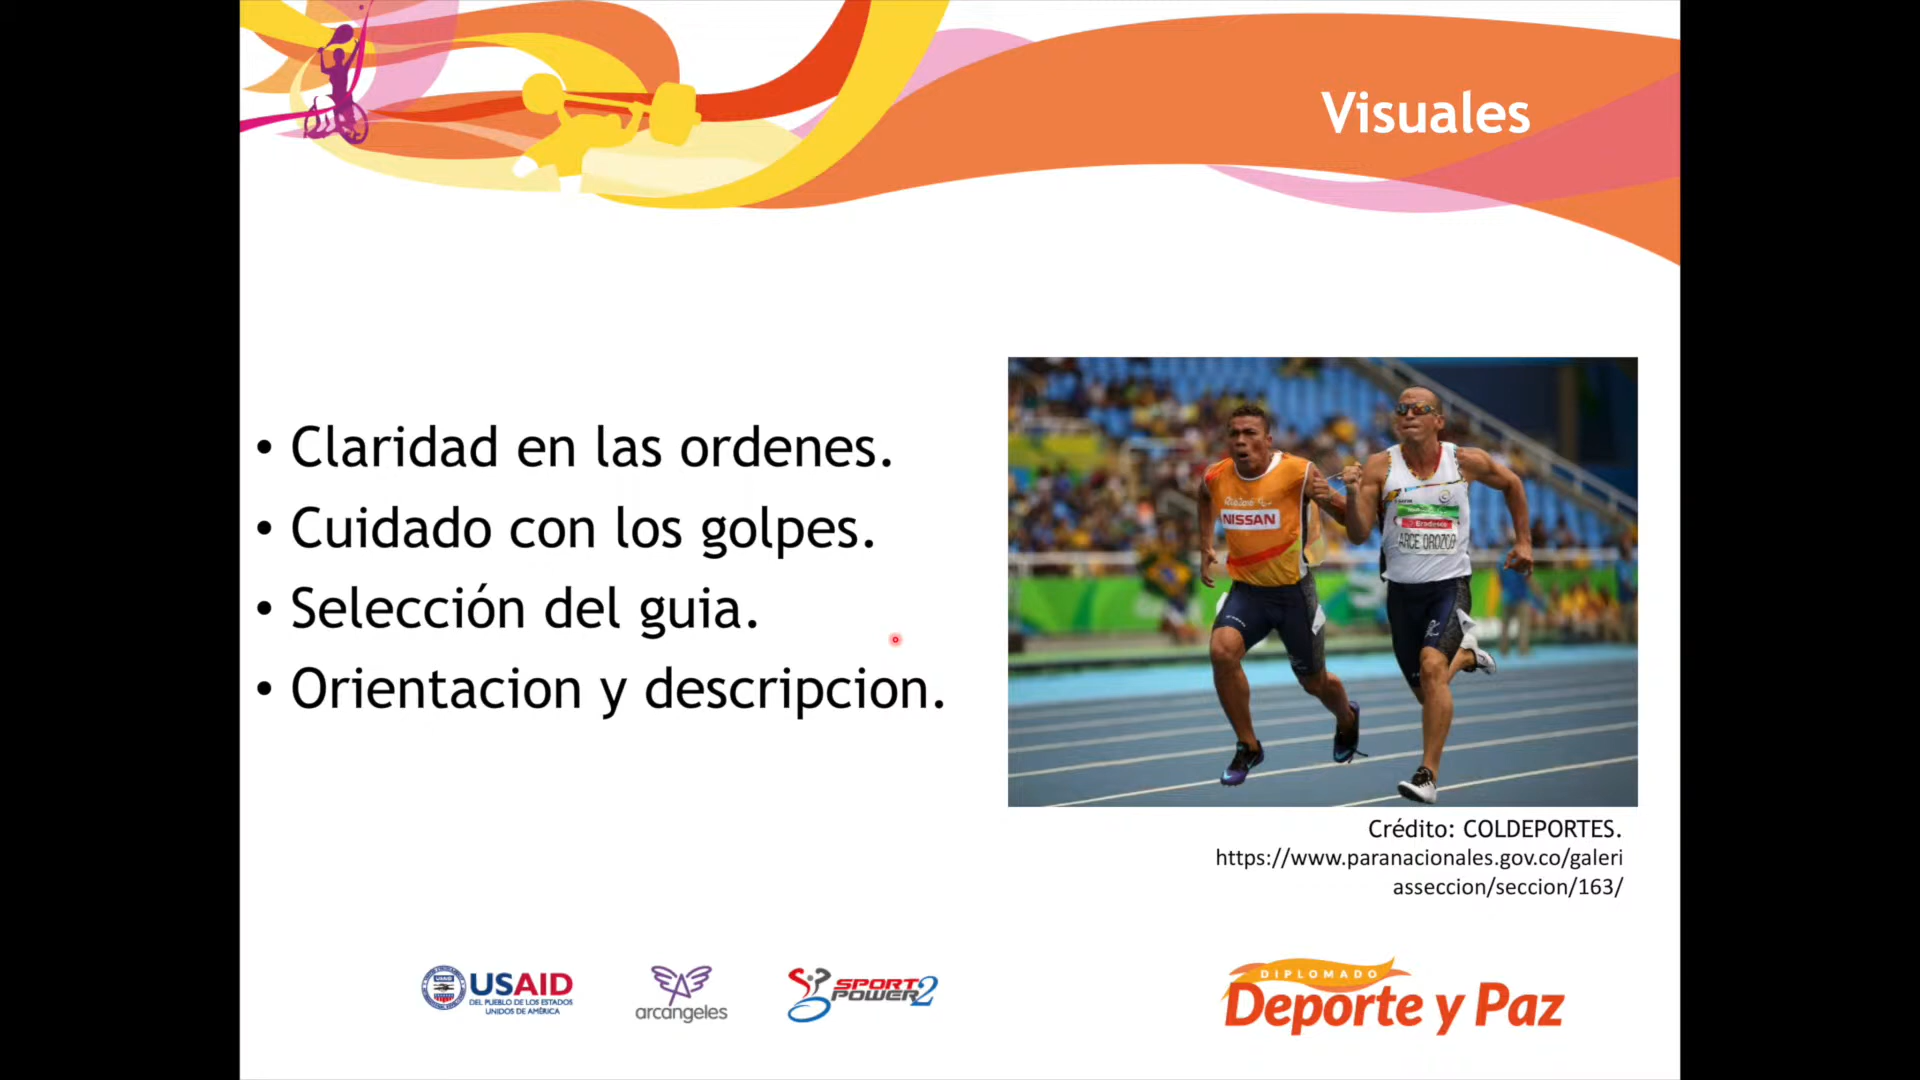 Visuales
• Claridad en las ordenes.
• Cuidado con los golpes.
• Selección del guia.
• Orientacion y descripcion.
NISSAN
Bradesco
ARCE OROZCO
Crédito: COLDEPORTES.
https://www.paranacionales.gov.co/galeri
asseccion/seccion/163/
USAID
DEL PUEBLO DE LOS ESTADOS
UNIDOS DE AMÉRICA
arcangeles
SPORT
POWER2
DIPLOMADO
Deporte y Paz